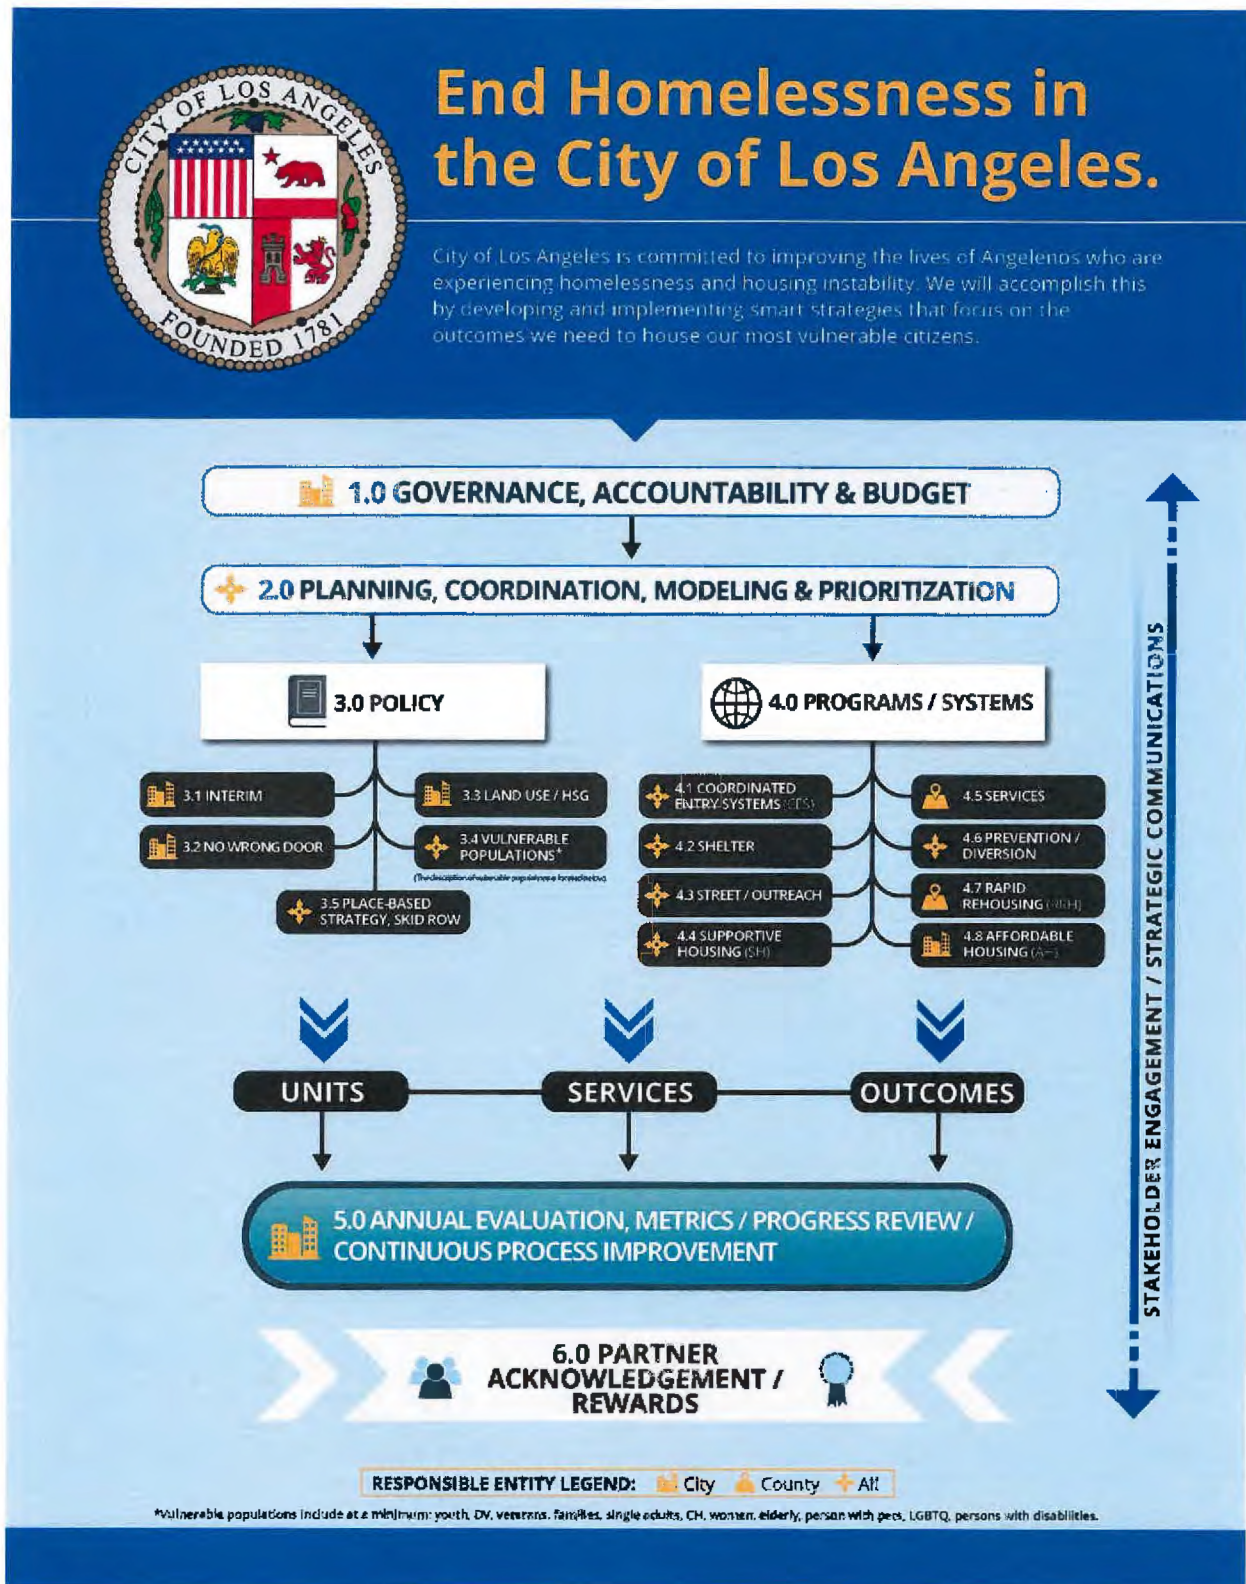 CITY OF LOS ANGELES
FOUNDED 1781
End Homelessness in
the City of Los Angeles.
City of Los Angeles is committed to improving the lives of Angelenos who are
experiencing homelessness and housing instability. We will accomplish this
by developing and implementing smart strategies that focus on the
outcomes we need to house our most vulnerable citizens.
1.0 GOVERNANCE, ACCOUNTABILITY & BUDGET
2.0 PLANNING, COORDINATION, MODELING & PRIORITIZATION
3.0 POLICY
3.1 INTERIM
3.3 LAND USE / HSG
3.2 NO WRONG DOOR
3.4 VULNERABLE
POPULATIONS*
3.5 PLACE-BASED
STRATEGY, SKID ROW
4.0 PROGRAMS / SYSTEMS
4.1 COORDINATED
ENTRY SYSTEMS (CES)
4.5 SERVICES
4.2 SHELTER
4.6 PREVENTION /
DIVERSION
4.3 STREET / OUTREACH
4.7 RAPID
REHOUSING (RRH)
4.4 SUPPORTIVE
HOUSING (SH)
4.8 AFFORDABLE
HOUSING
UNITS
SERVICES
OUTCOMES
5.0 ANNUAL EVALUATION, METRICS / PROGRESS REVIEW /
CONTINUOUS PROCESS IMPROVEMENT
6.0 PARTNER
ACKNOWLEDGEMENT /
REWARDS
STAKEHOLDER ENGAGEMENT / STRATEGIC COMMUNICATIONS
RESPONSIBLE ENTITY LEGEND: City County All
*Vulnerable populations include at a minimum: youth, DV, veterans, families, single adults, CH, women, elderly, person with pets, LGBTQ, persons with disabilities.